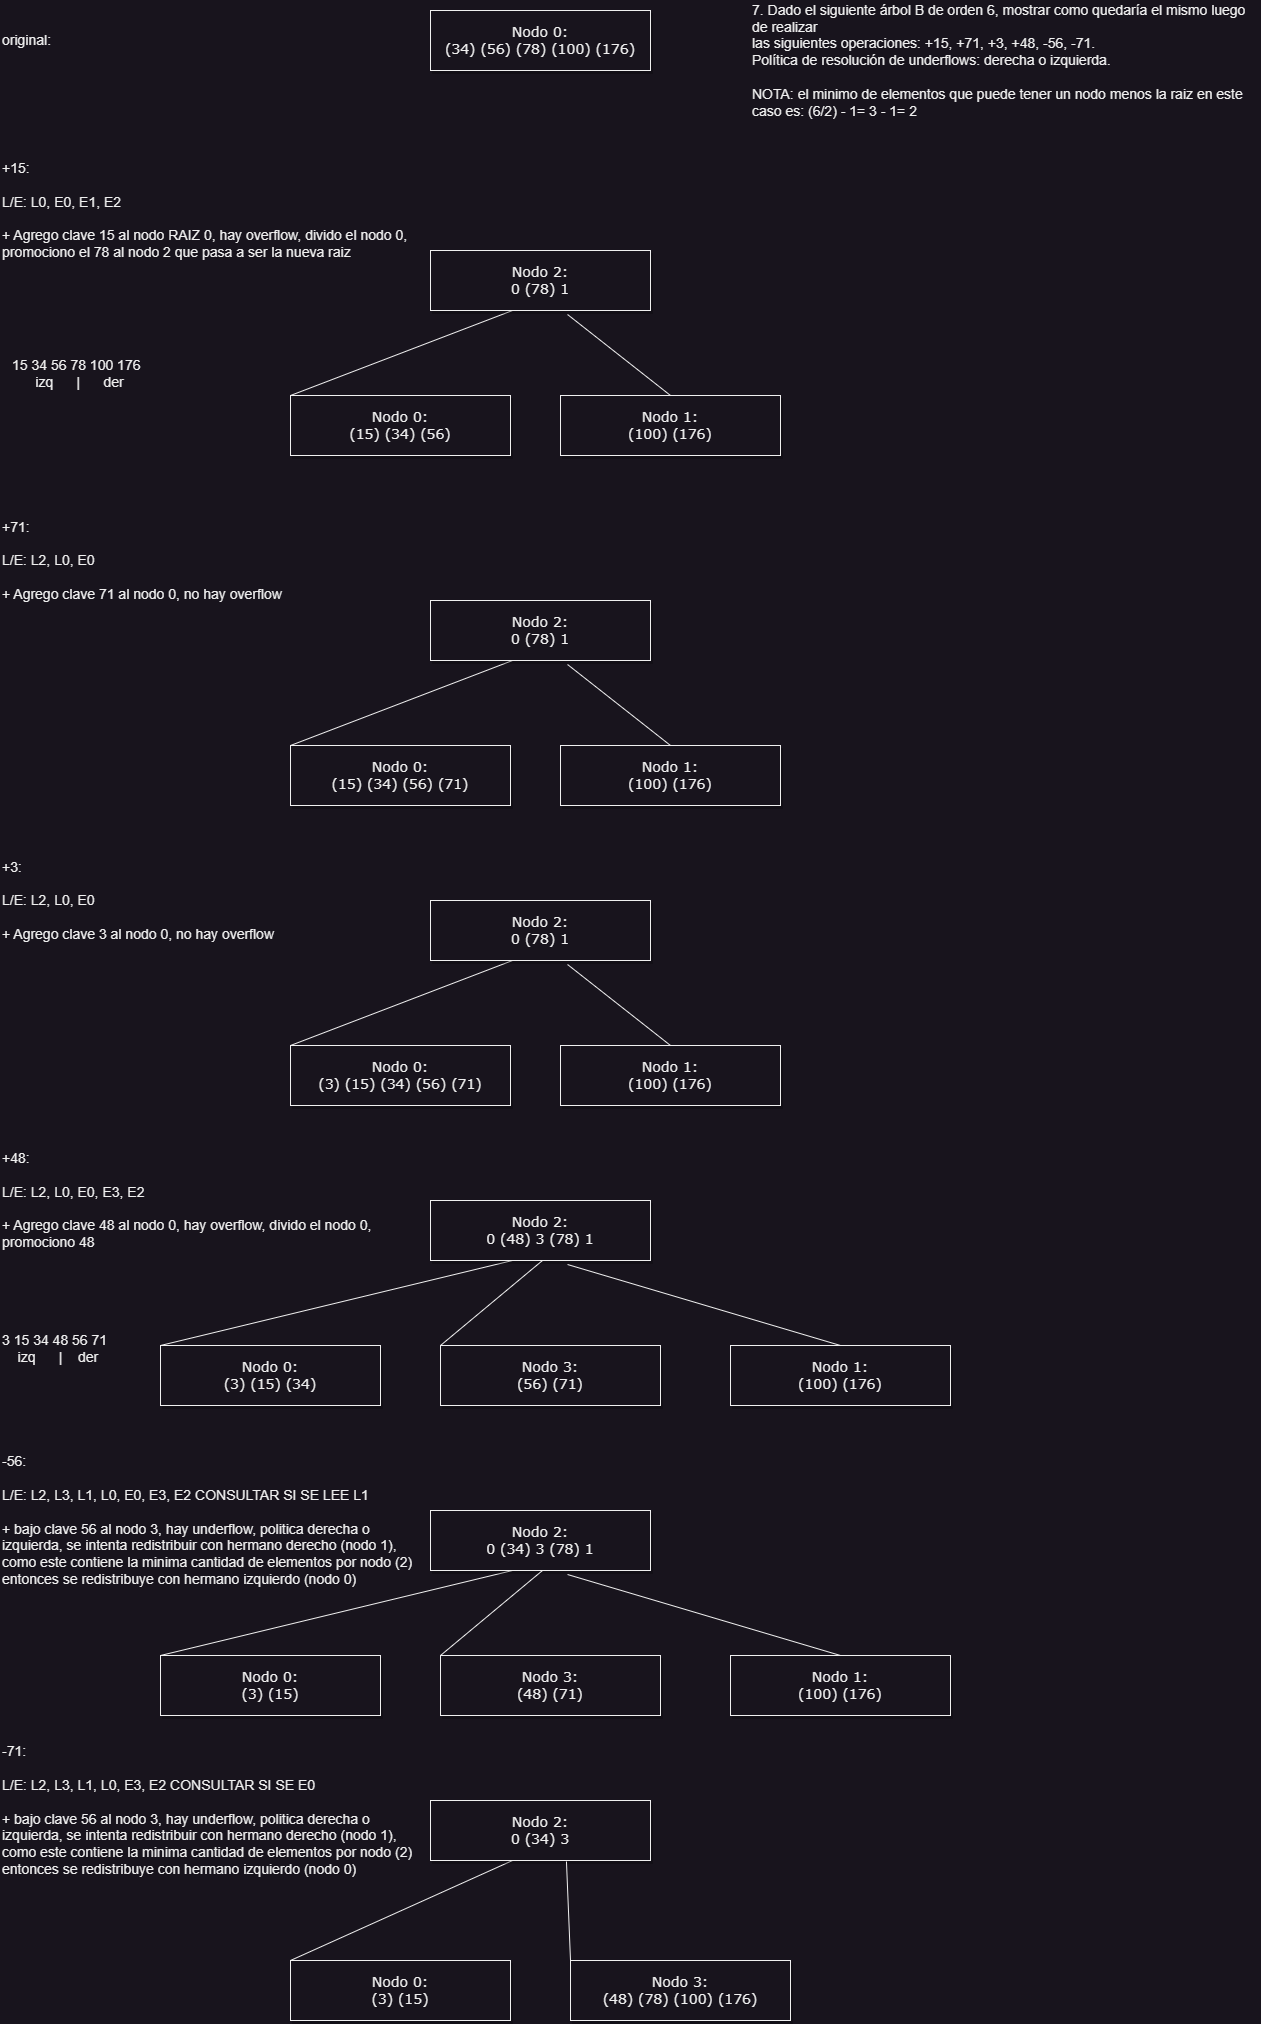 original:
Nodo 0:
(34) (56) (78) (100) (176)
7. Dado el siguiente árbol B de orden 6, mostrar como quedaría el mismo luego
de realizar
las siguientes operaciones: +15, +71, +3, +48, -56, -71.
Política de resolución de underflows: derecha o izquierda.
NOTA: el minimo de elementos que puede tener un nodo menos la raiz en este
caso es: (6/2) - 1= 3 - 1= 2
+15:
L/E: L0, E0, E1, E2
+ Agrego clave 15 al nodo RAIZ 0, hay overflow, divido el nodo 0,
promociono el 78 al nodo 2 que pasa a ser la nueva raiz
Nodo 2:
0 (78) 1
15 34 56 78 100 176
izq | der
Nodo 0:
(15) (34) (56)
Nodo 1:
(100) (176)
+71:
L/E: L2, L0, E0
+ Agrego clave 71 al nodo 0, no hay overflow
Nodo 2:
0 (78) 1
Nodo 0:
(15) (34) (56) (71)
Nodo 1:
(100) (176)
+3:
L/E: L2, L0, E0
+ Agrego clave 3 al nodo 0, no hay overflow
Nodo 2:
0 (78) 1
Nodo 0:
(3) (15) (34) (56) (71)
Nodo 1:
(100) (176)
+48:
L/E: L2, L0, E0, E3, E2
+ Agrego clave 48 al nodo 0, hay overflow, divido el nodo 0,
promociono 48
Nodo 2:
0 (48) 3 (78) 1
3 15 34 48 56 71
izq | der
Nodo 0:
(3) (15) (34)
Nodo 3:
(56) (71)
Nodo 1:
(100) (176)
-56:
L/E: L2, L3, L1, L0, E0, E3, E2 CONSULTAR SI SE LEE L1
+ bajo clave 56 al nodo 3, hay underflow, politica derecha o
izquierda, se intenta redistribuir con hermano derecho (nodo 1),
como este contiene la minima cantidad de elementos por nodo (2)
entonces se redistribuye con hermano izquierdo (nodo 0)
Nodo 2:
0 (34) 3 (78) 1
Nodo 0:
(3) (15)
Nodo 3:
(48) (71)
Nodo 1:
(100) (176)
-71:
L/E: L2, L3, L1, L0, E3, E2 CONSULTAR SI SE E0
+ bajo clave 56 al nodo 3, hay underflow, politica derecha o
izquierda, se intenta redistribuir con hermano derecho (nodo 1),
como este contiene la minima cantidad de elementos por nodo (2)
entonces se redistribuye con hermano izquierdo (nodo 0)
Nodo 2:
0 (34) 3
Nodo 0:
(3) (15)
Nodo 3:
(48) (78) (100) (176)